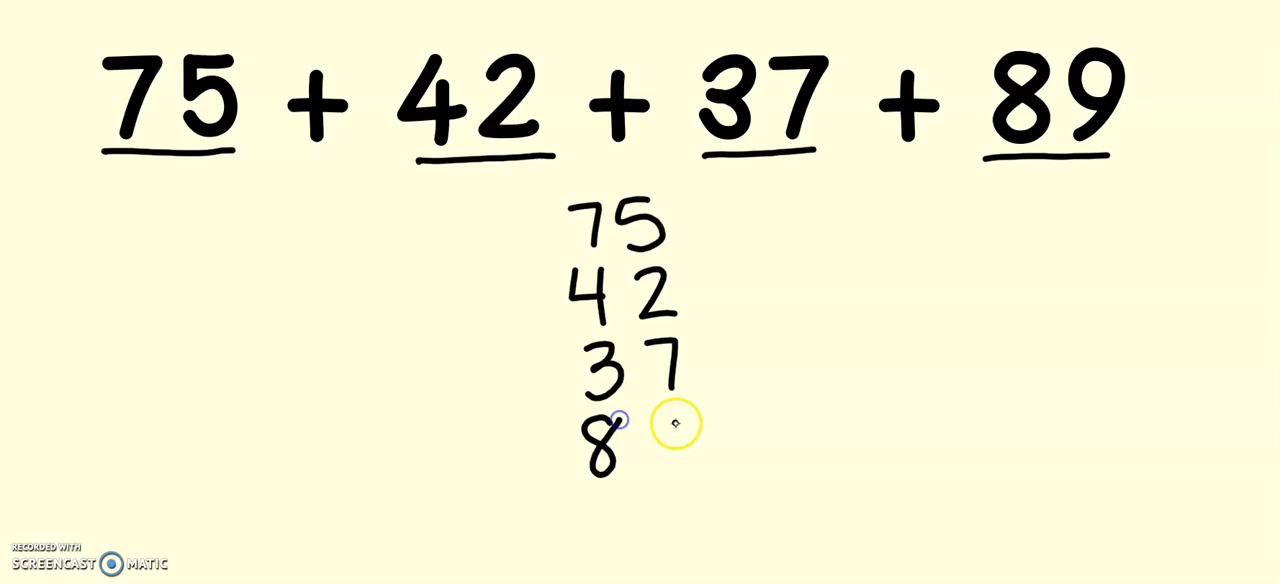 75 + 42 + 37 + 89
75
42
37
8
RECORDED WITH
SCREENCAST MATIC